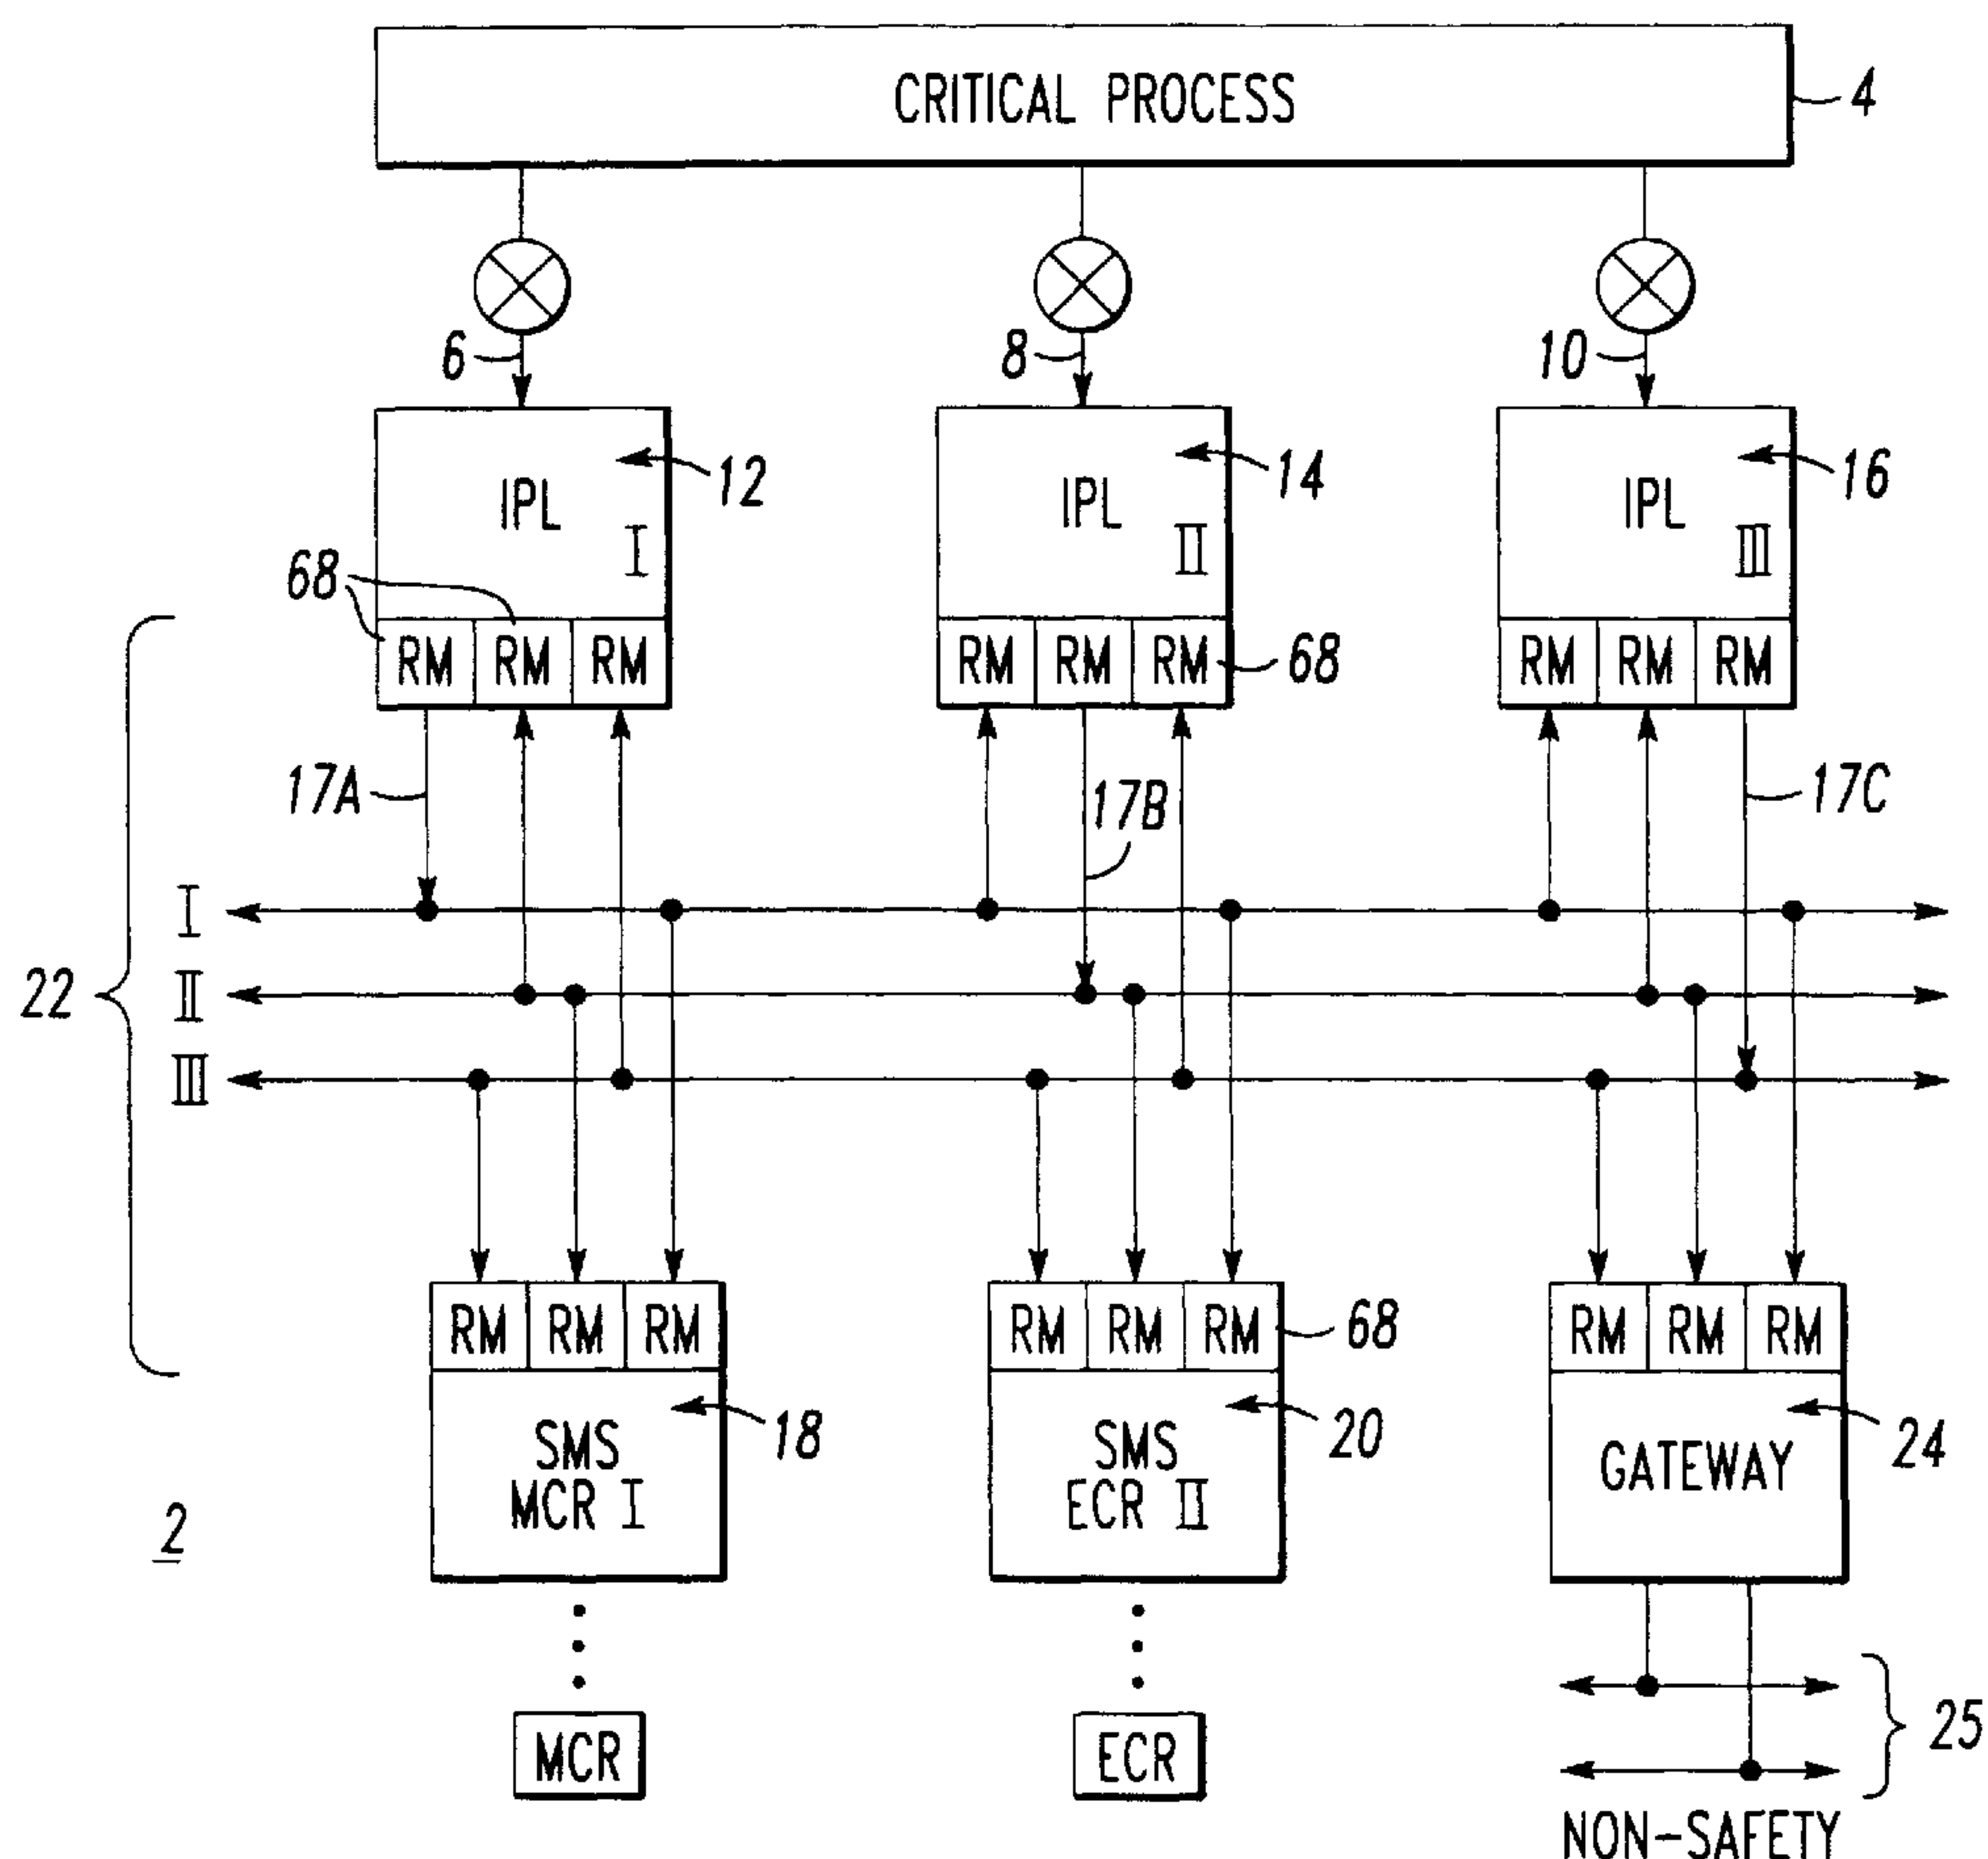 CRITICAL PROCESS
4
6
8
10
12
14
16
IPL
I
IPL
II
IPL
III
68
RM RM RM
RM RM RM
68
RM RM RM
17A
17B
17C
I
II
III
22
RM RM RM
RM RM RM
68
RM RM RM
SMS
MCR I
18
SMS
ECR II
20
GATEWAY
24
2
MCR
ECR
25
NON-SAFETY